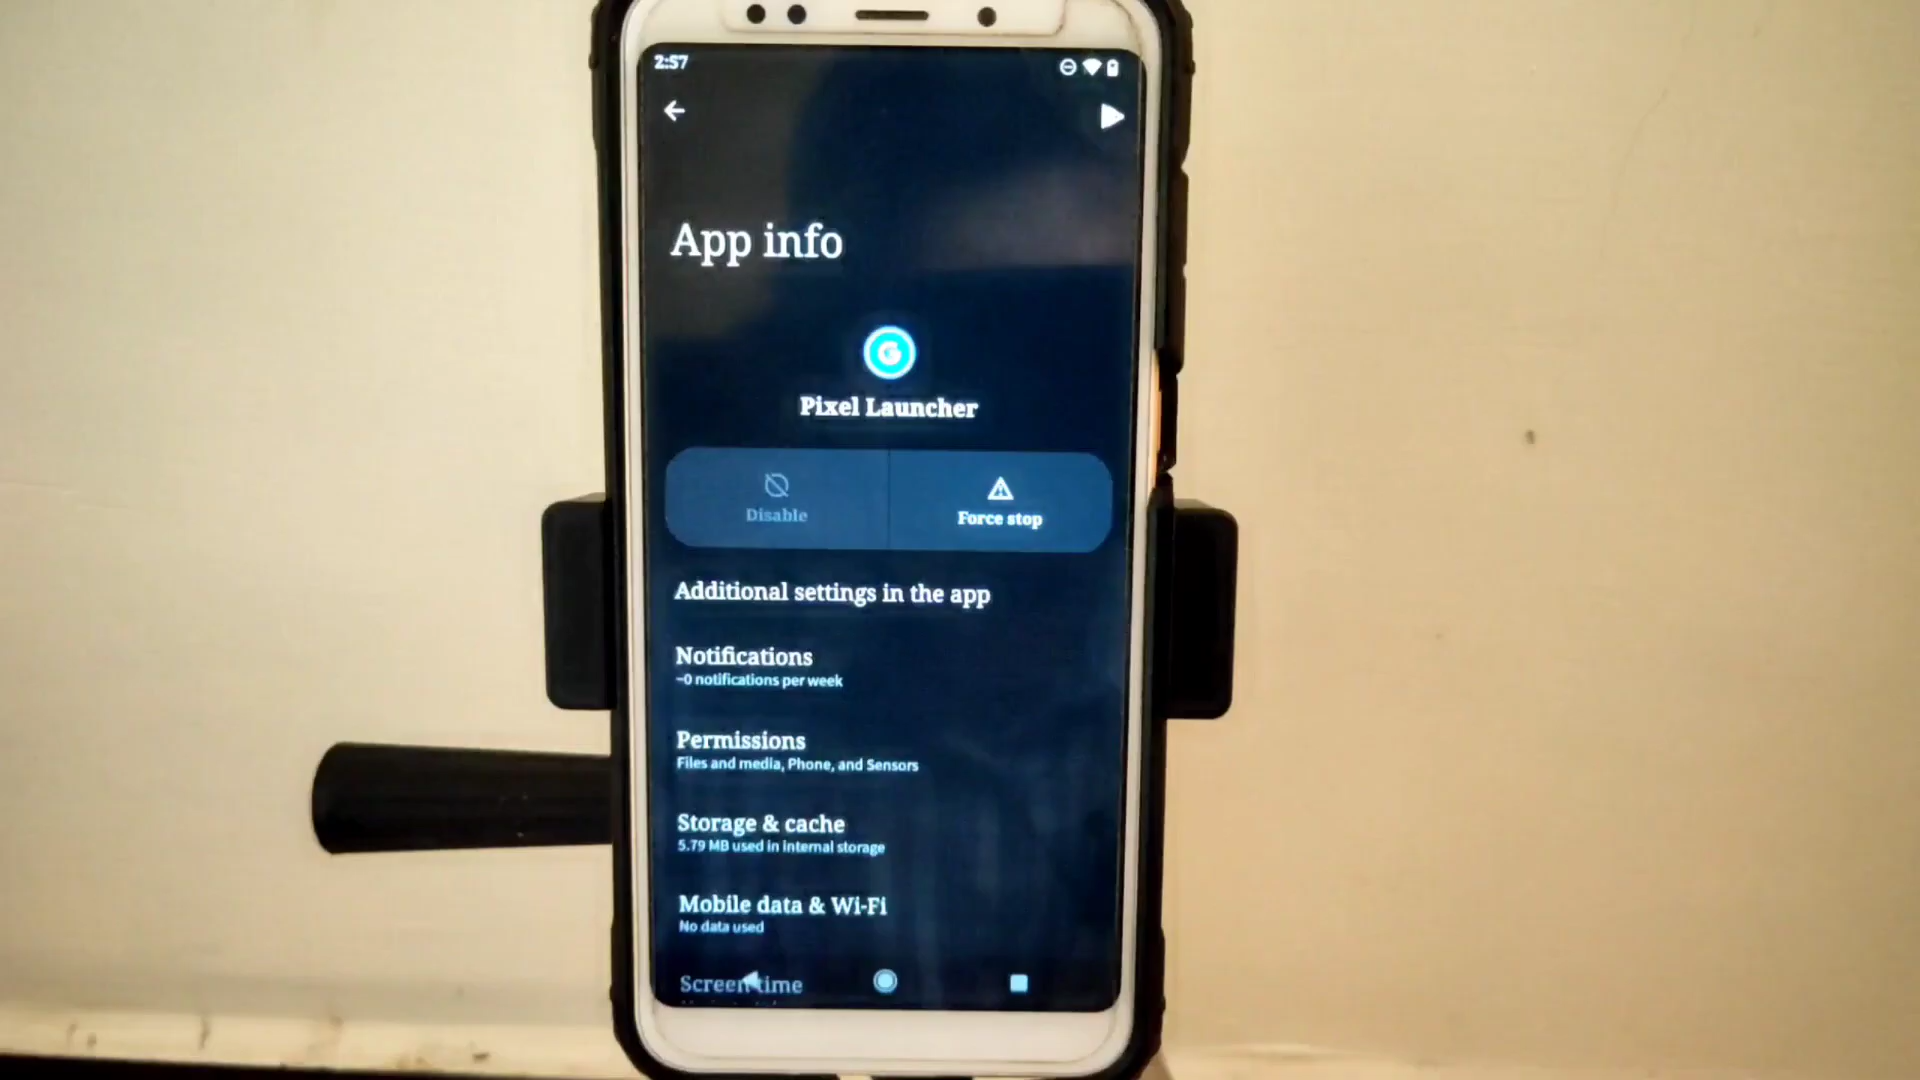 2:57
App info
G
Pixel Launcher
Disable
Force stop
Additional settings in the app
Notifications
~0 notifications per week
Permissions
Files and media, Phone, and Sensors
Storage & cache
5.79 MB used in internal storage
Mobile data & Wi-Fi
No data used
Screen time